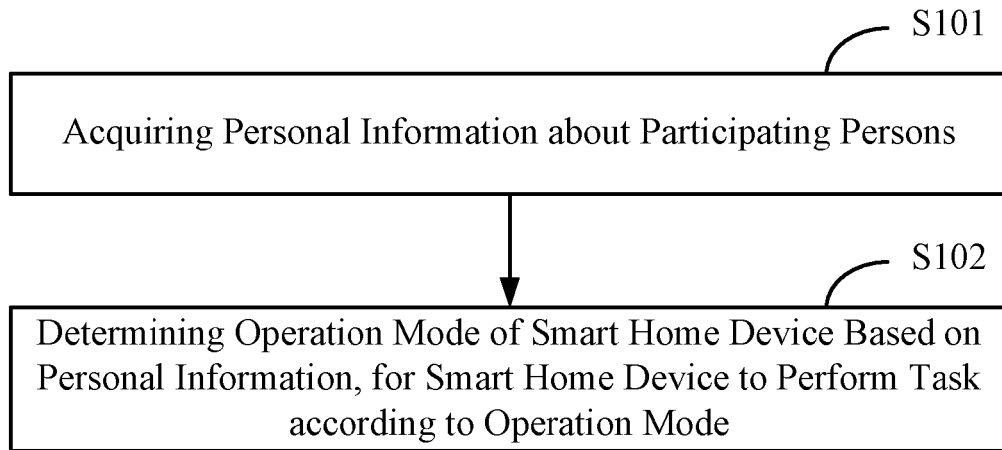 S101
Acquiring Personal Information about Participating Persons
S102
Determining Operation Mode of Smart Home Device Based on
Personal Information, for Smart Home Device to Perform Task
according to Operation Mode